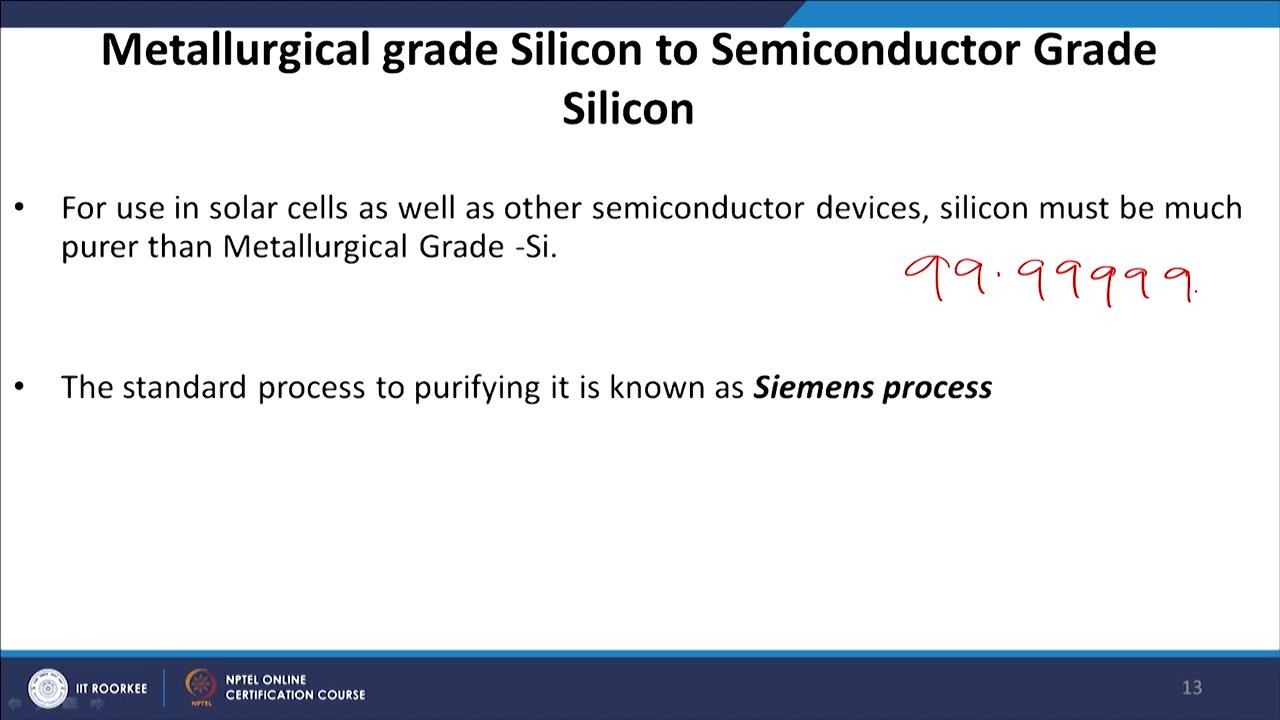 Metallurgical grade Silicon to Semiconductor Grade
Silicon
• For use in solar cells as well as other semiconductor devices, silicon must be much
purer than Metallurgical Grade -Si.
99.99999.
• The standard process to purifying it is known as Siemens process
IIT ROORKEE
NPTEL
NPTEL ONLINE
CERTIFICATION COURSE
13